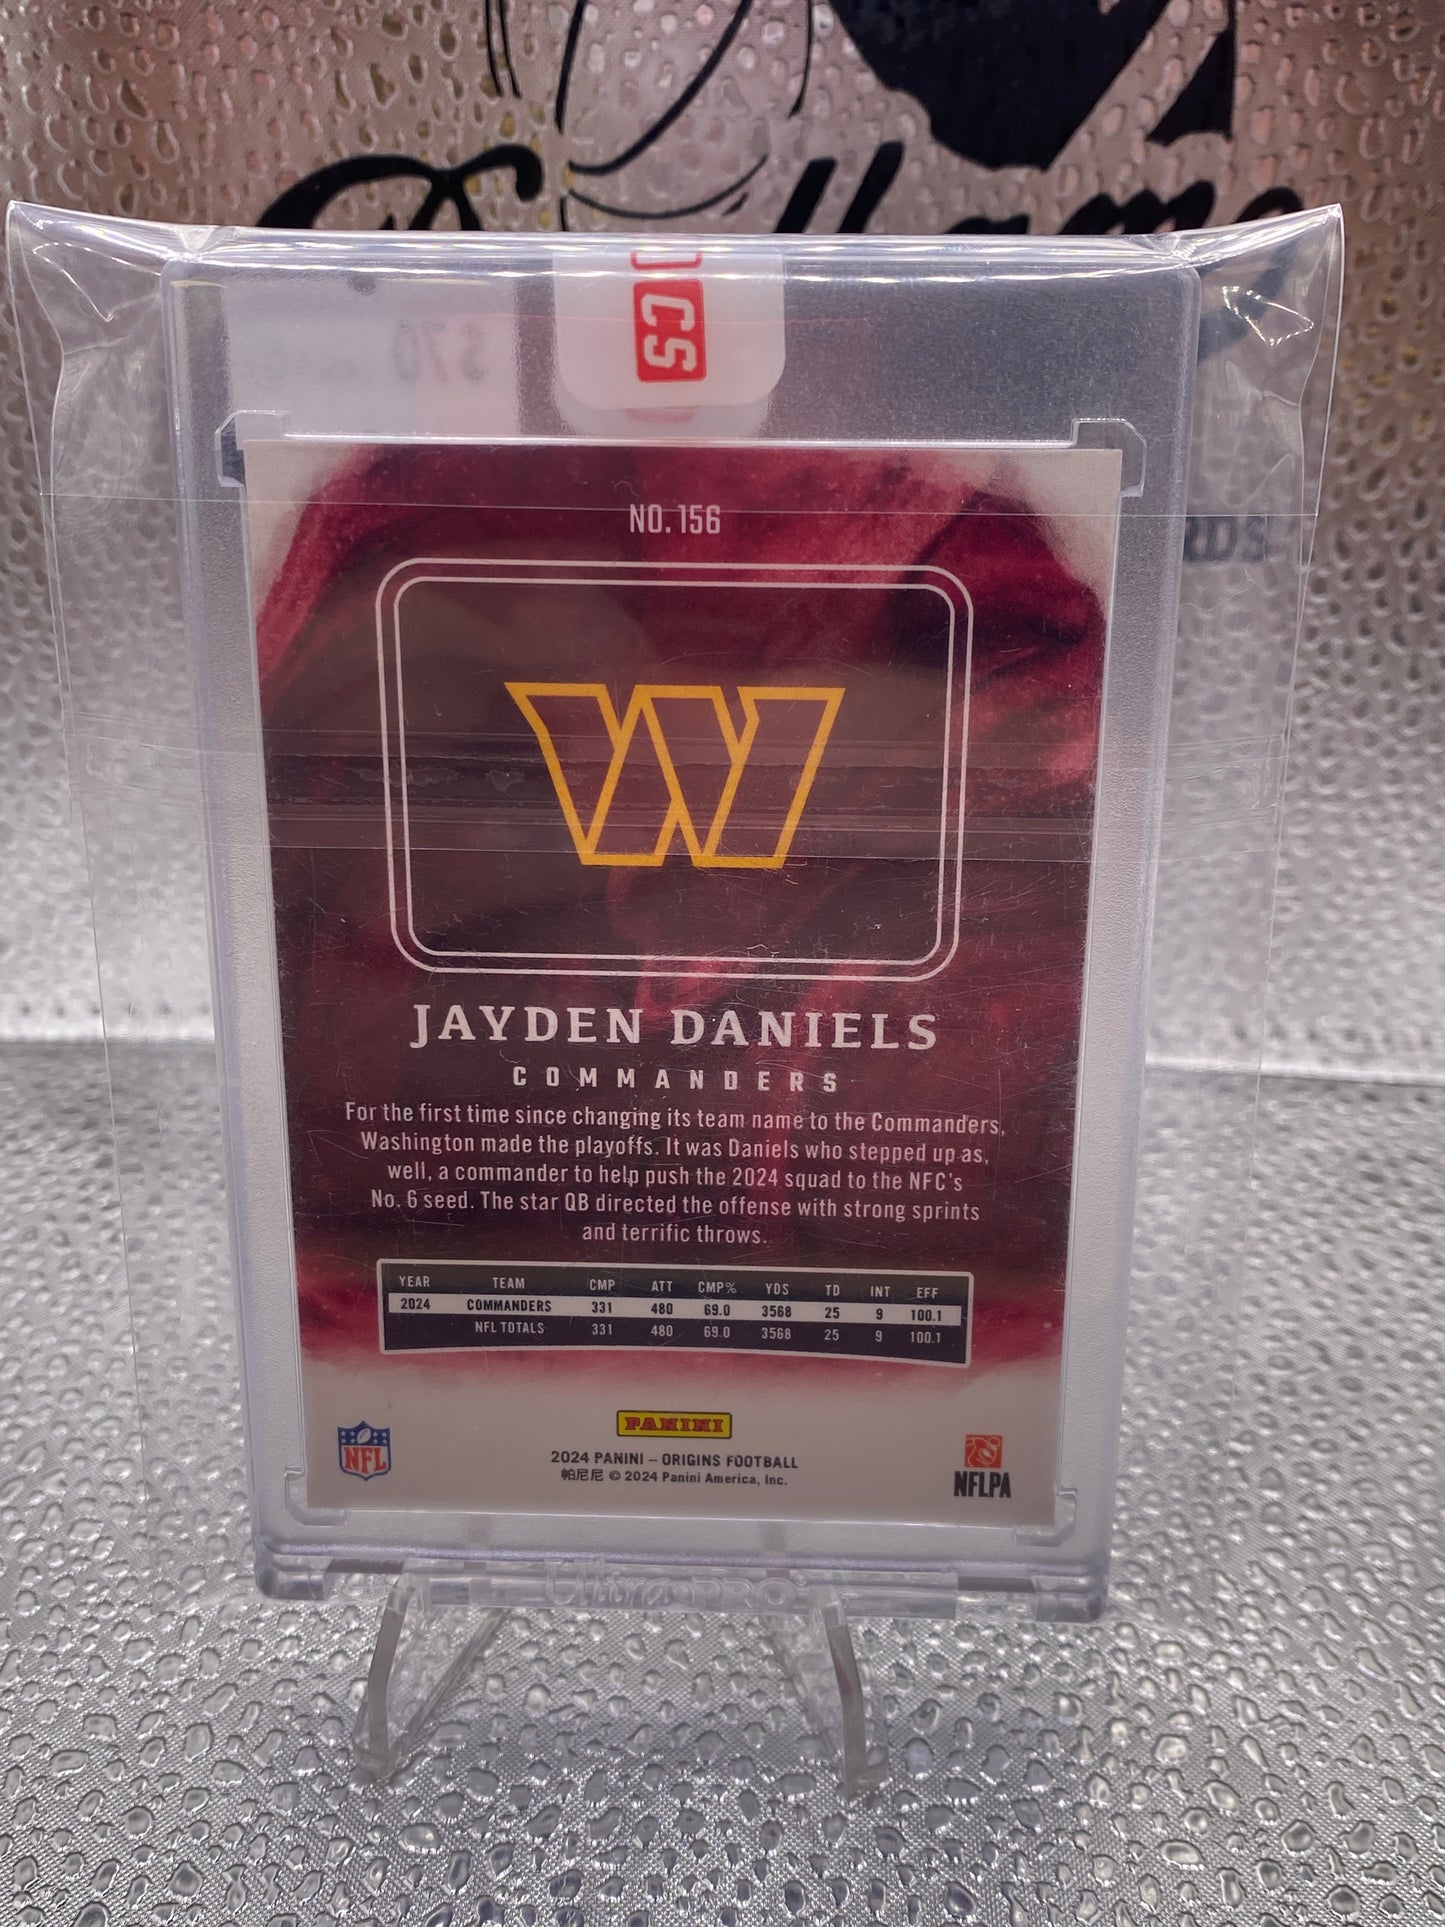 CS
$70
RDS
NO. 156
W
JAYDEN DANIELS
COMMANDERS
For the first time since changing its team name to the Commanders,
Washington made the playoffs. It was Daniels who stepped up as,
well, a commander to help push the 2024 squad to the NFC's
No. 6 seed. The star QB directed the offense with strong sprints
and terrific throws.
YEAR TEAM CMP ATT CMP% YDS TD INT EFF
2024 COMMANDERS 331 480 69.0 3568 25 9 100.1
NFL TOTALS 331 480 69.0 3568 25 9 100.1
PANINI
NFL
2024 PANINI – ORIGINS FOOTBALL
帕尼尼 © 2024 Panini America, Inc.
NFLPA
Ultra PRO